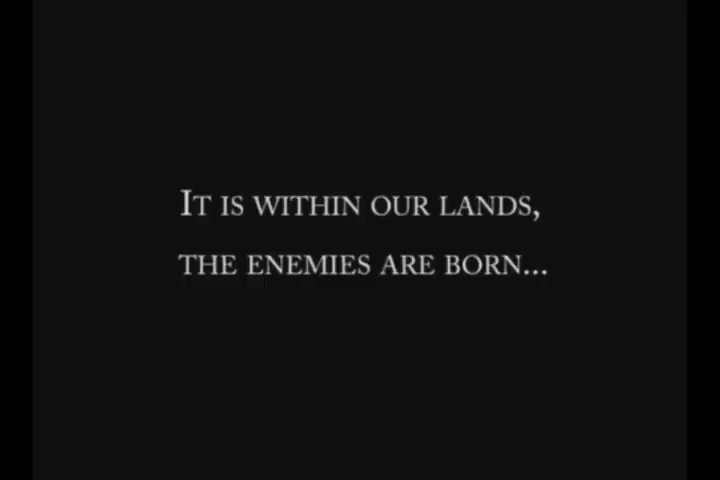 It is within our lands,
the enemies are born...